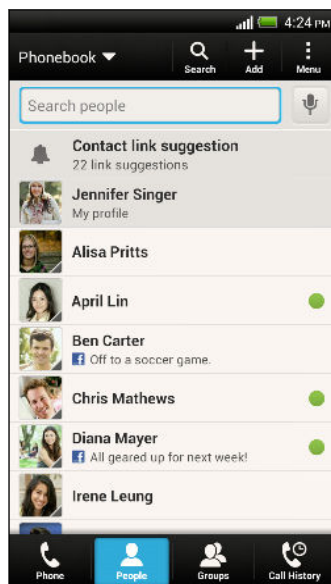 4:24 PM
Phonebook
Search
Add
Menu
Search people
Contact link suggestion
22 link suggestions
Jennifer Singer
My profile
Alisa Pritts
April Lin
Ben Carter
f Off to a soccer game.
Chris Mathews
Diana Mayer
f All geared up for next week!
Irene Leung
Phone
People
Groups
Call History